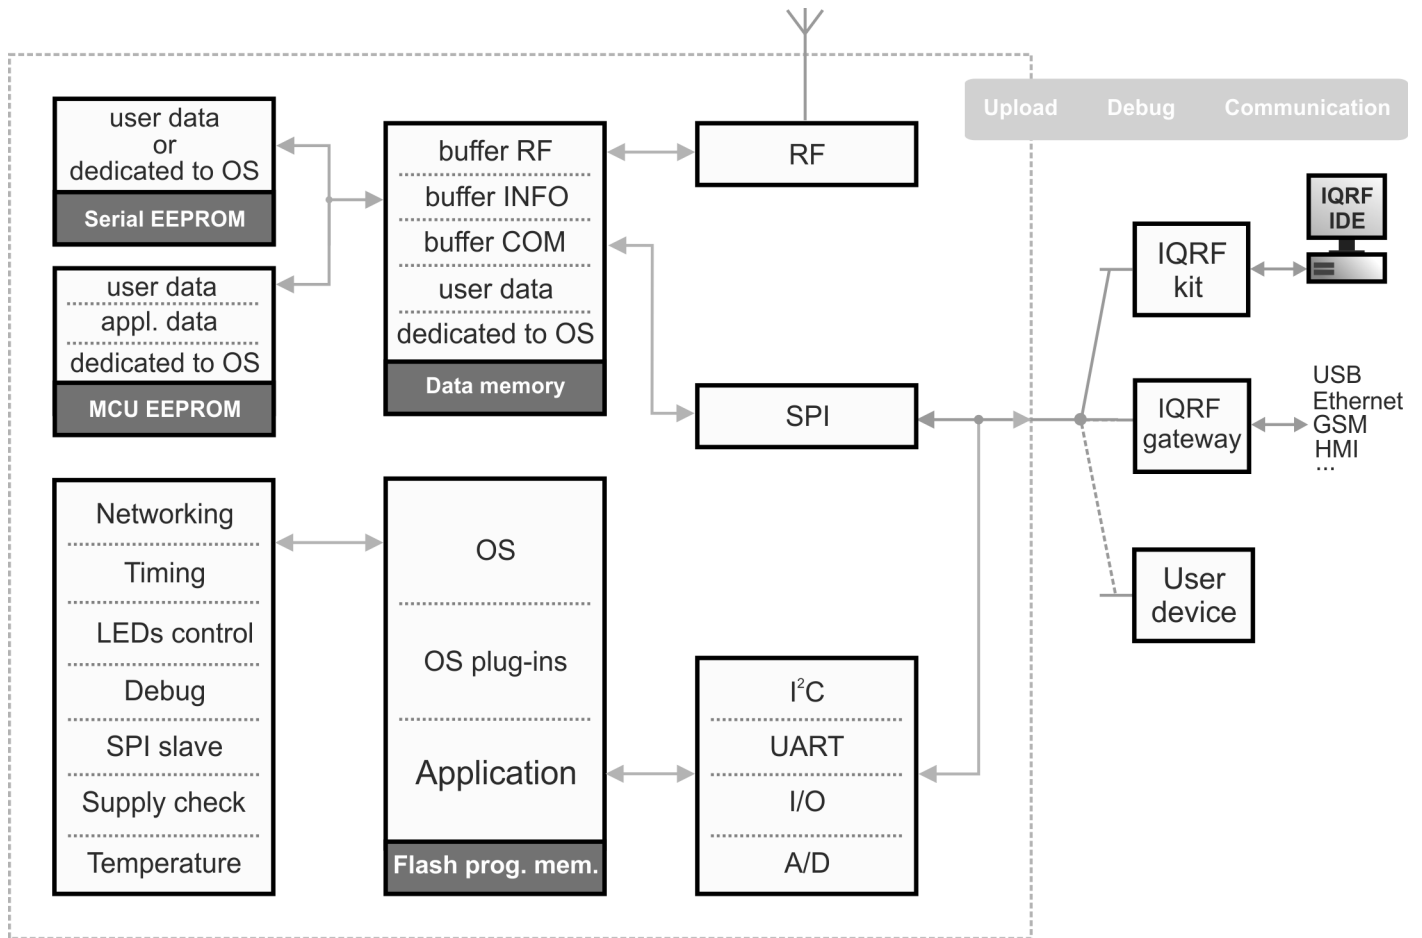 Upload Debug Communication
user data
or
dedicated to OS
Serial EEPROM
user data
appl. data
dedicated to OS
MCU EEPROM
buffer RF
buffer INFO
buffer COM
user data
dedicated to OS
Data memory
RF
SPI
IQRF
IDE
IQRF
kit
IQRF
gateway
USB
Ethernet
GSM
HMI
...
User
device
Networking
Timing
LEDs control
Debug
SPI slave
Supply check
Temperature
OS
OS plug-ins
Application
Flash prog. mem.
I²C
UART
I/O
A/D